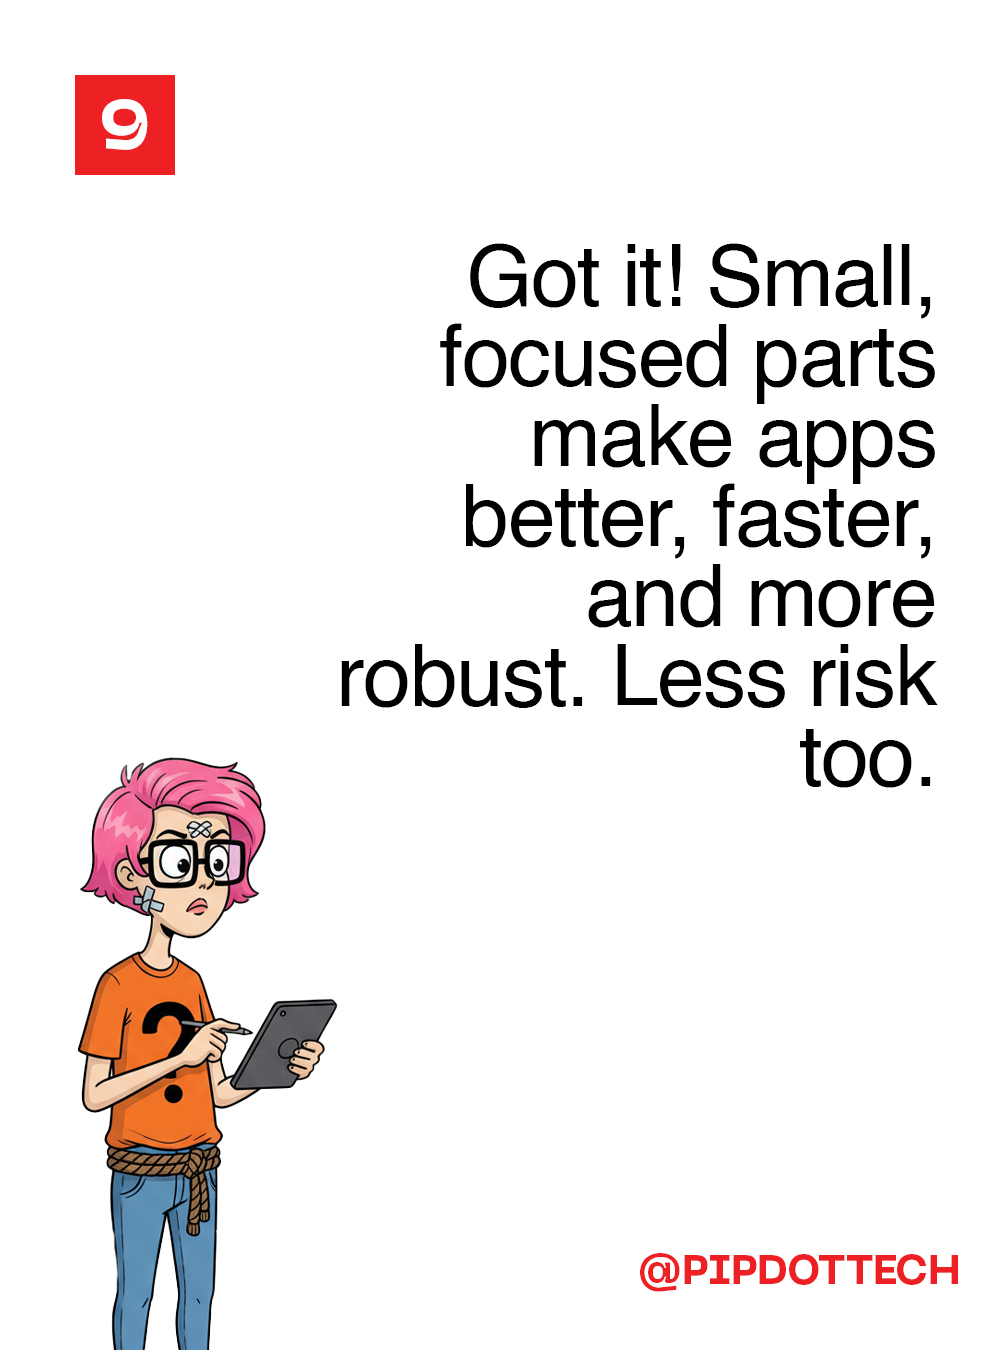 9
Got it! Small,
focused parts
make apps
better, faster,
and more
robust. Less risk
too.
?
@PIPDOTTECH